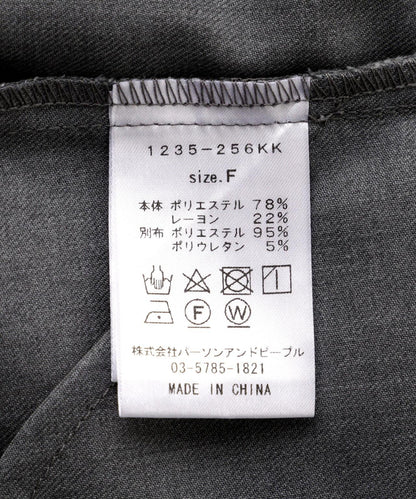 1235-256KK
size.F
本体 ポリエステル 78%
レーヨン 22%
別布 ポリエステル 95%
ポリウレタン 5%
F W
株式会社パーソンアンドピープル
03-5785-1821
MADE IN CHINA